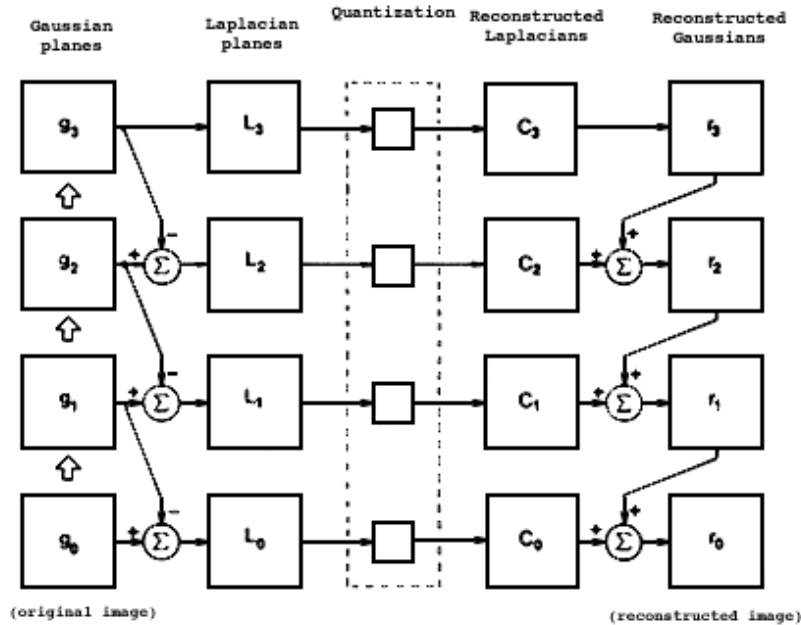 Gaussian planes
Laplacian planes
Quantization
Reconstructed Laplacians
Reconstructed Gaussians
g3
L3
C3
r3
-
+
Σ
+
+
Σ
g2
L2
C2
r2
-
+
Σ
+
+
Σ
g1
L1
C1
r1
-
+
Σ
+
+
Σ
g0
L0
C0
r0
(original image)
(reconstructed image)